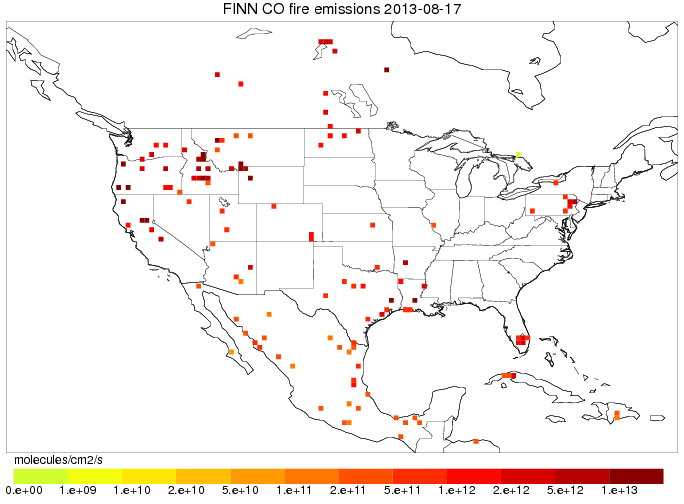 FINN CO fire emissions 2013-08-17
molecules/cm2/s
0.e+00 1.e+09 1.e+10 2.e+10 5.e+10 1.e+11 2.e+11 5.e+11 1.e+12 2.e+12 5.e+12 1.e+13